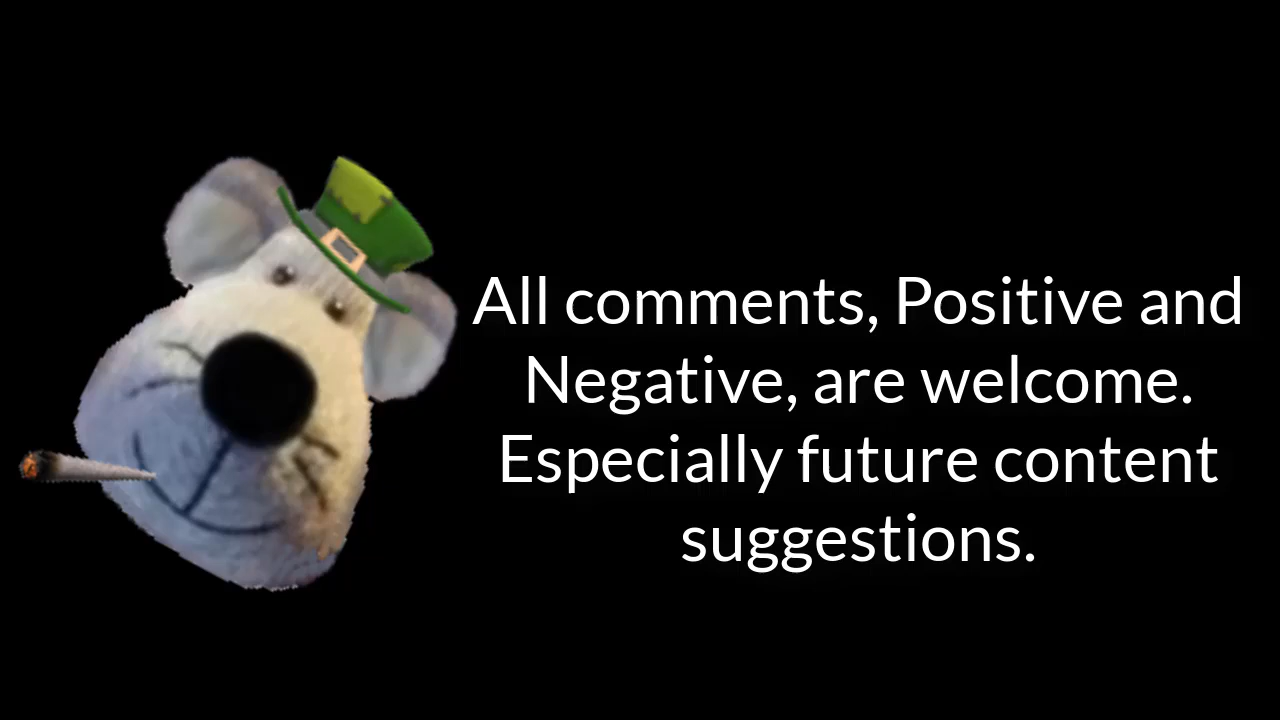 All comments, Positive and
Negative, are welcome.
Especially future content
suggestions.